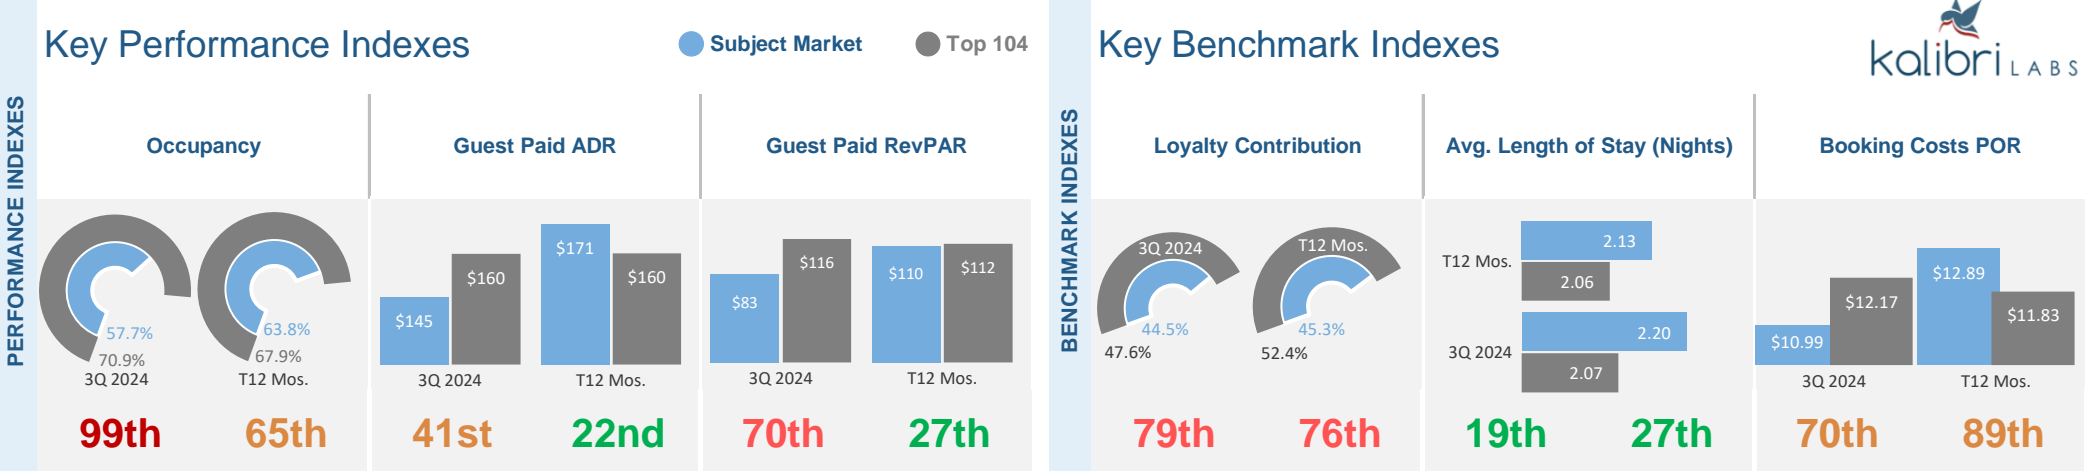 PERFORMANCE INDEXES
Key Performance Indexes
Subject Market
Top 104
Occupancy
Guest Paid ADR
Guest Paid RevPAR
57.7%
70.9%
3Q 2024
63.8%
67.9%
T12 Mos.
$145
$160
3Q 2024
$171
$160
T12 Mos.
$83
$116
3Q 2024
$110
$112
T12 Mos.
99th
65th
41st
22nd
70th
27th
BENCHMARK INDEXES
Key Benchmark Indexes
kalibri LABS
Loyalty Contribution
Avg. Length of Stay (Nights)
Booking Costs POR
3Q 2024
44.5%
47.6%
T12 Mos.
45.3%
52.4%
T12 Mos.
2.13
2.06
3Q 2024
2.20
2.07
$10.99
$12.17
3Q 2024
$12.89
$11.83
T12 Mos.
79th
76th
19th
27th
70th
89th